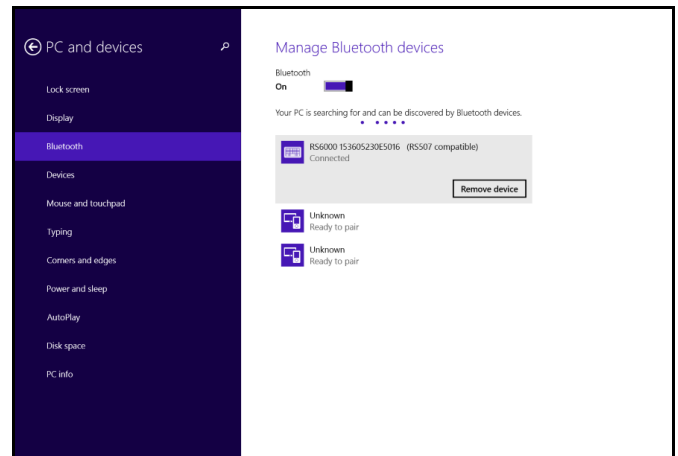 PC and devices
Lock screen
Display
Bluetooth
Devices
Mouse and touchpad
Typing
Corners and edges
Power and sleep
AutoPlay
Disk space
PC info
Manage Bluetooth devices
Bluetooth
On
Your PC is searching for and can be discovered by Bluetooth devices.
RS6000 153605230E5016 (RS507 compatible)
Connected
Remove device
Unknown
Ready to pair
Unknown
Ready to pair